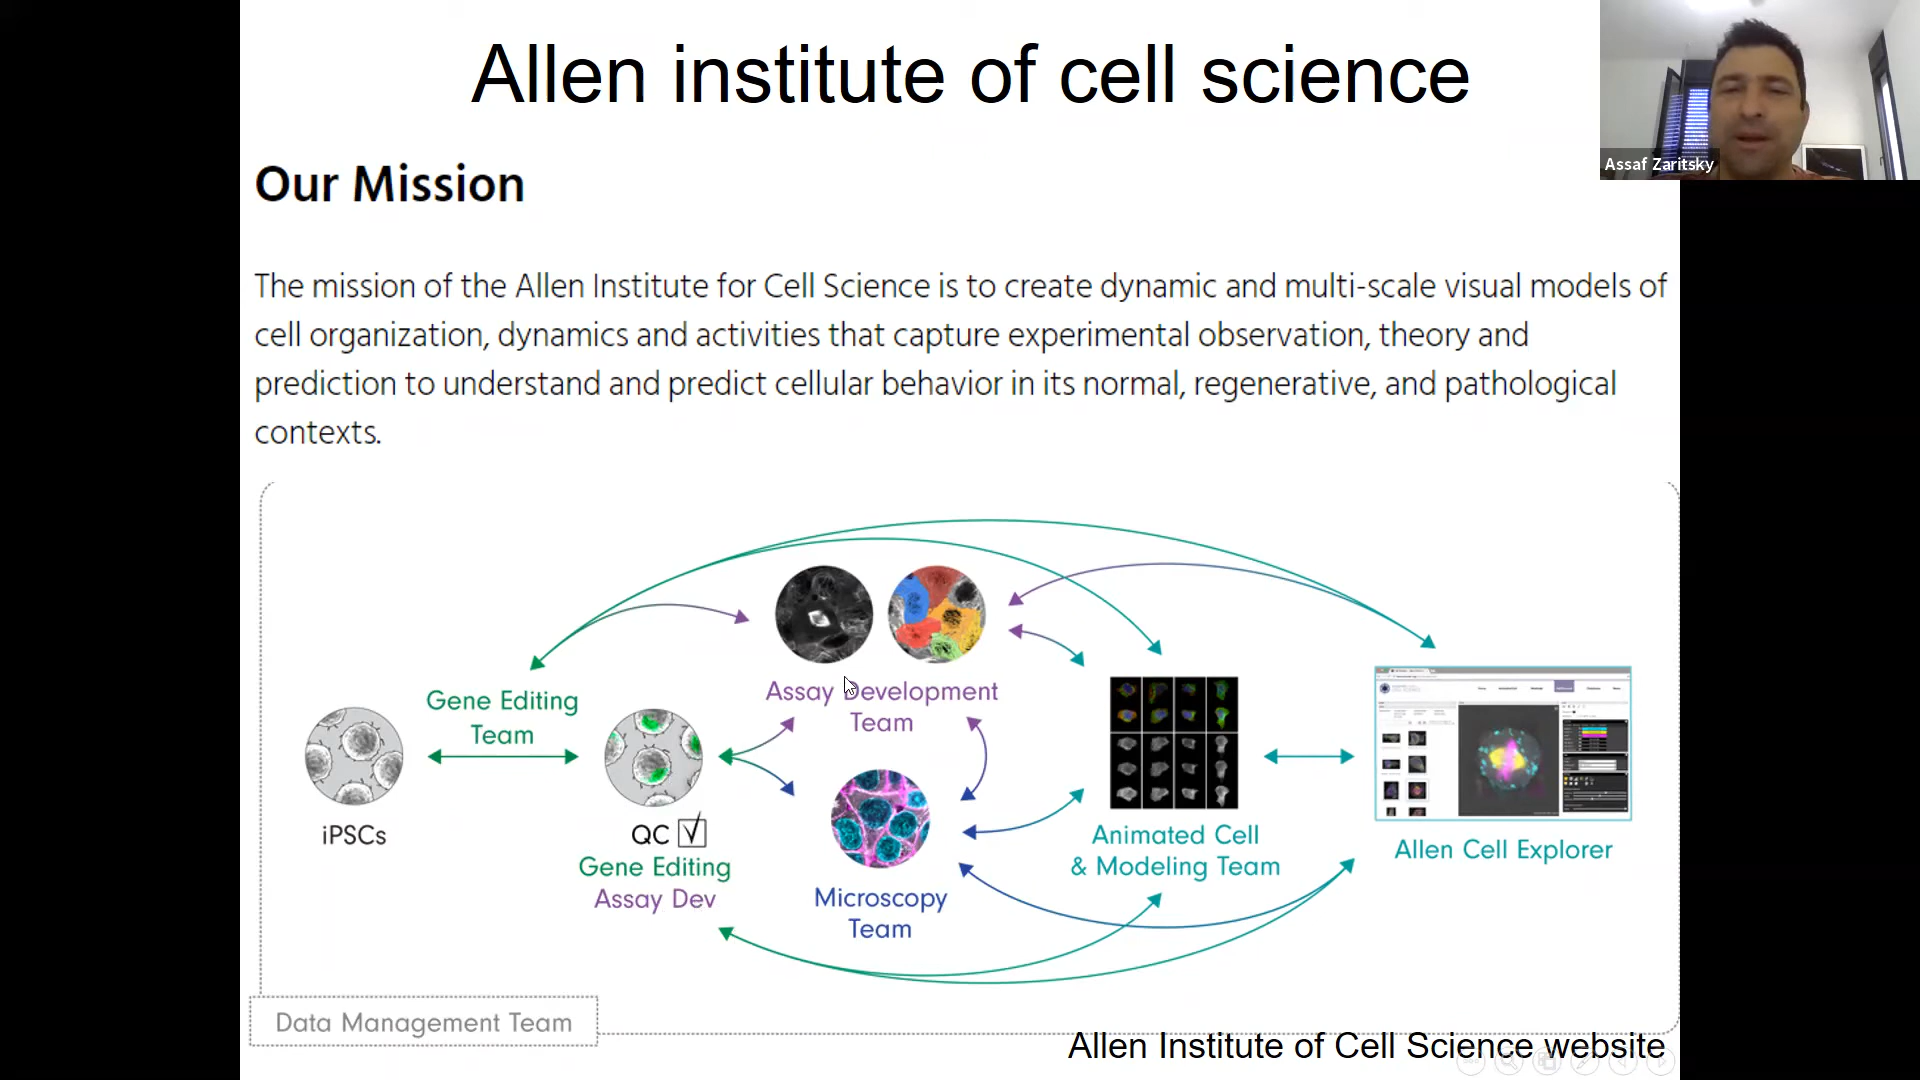 Allen institute of cell science
Assaf Zaritsky
Our Mission
The mission of the Allen Institute for Cell Science is to create dynamic and multi-scale visual models of
cell organization, dynamics and activities that capture experimental observation, theory and
prediction to understand and predict cellular behavior in its normal, regenerative, and pathological
contexts.
Gene Editing
Team
iPSCs
QC
Gene Editing
Assay Dev
Assay Development
Team
Microscopy
Team
Animated Cell
& Modeling Team
Allen Cell Explorer
Data Management Team
Allen Institute of Cell Science website